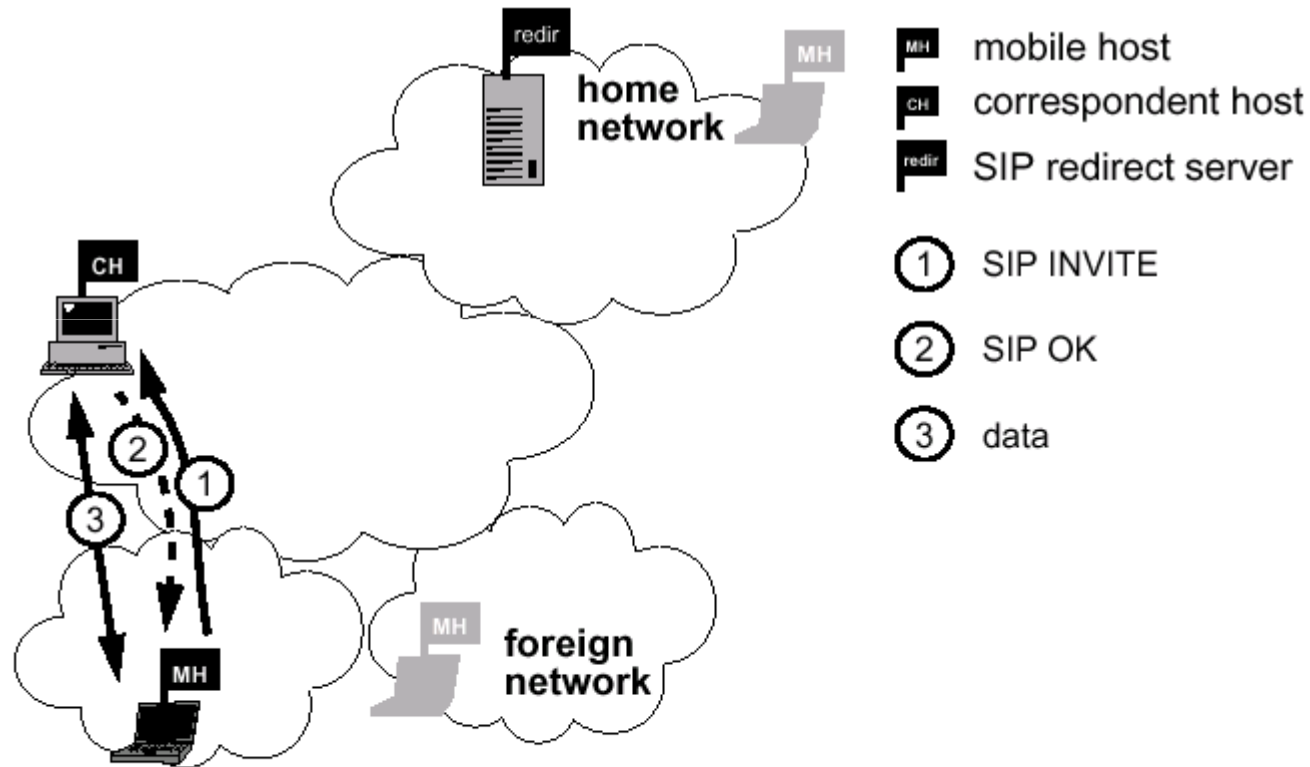 redir
MH
home
network
MH mobile host
CH correspondent host
redir SIP redirect server
CH
1 SIP INVITE
2 SIP OK
3 data
2
1
3
MH
MH
foreign
network